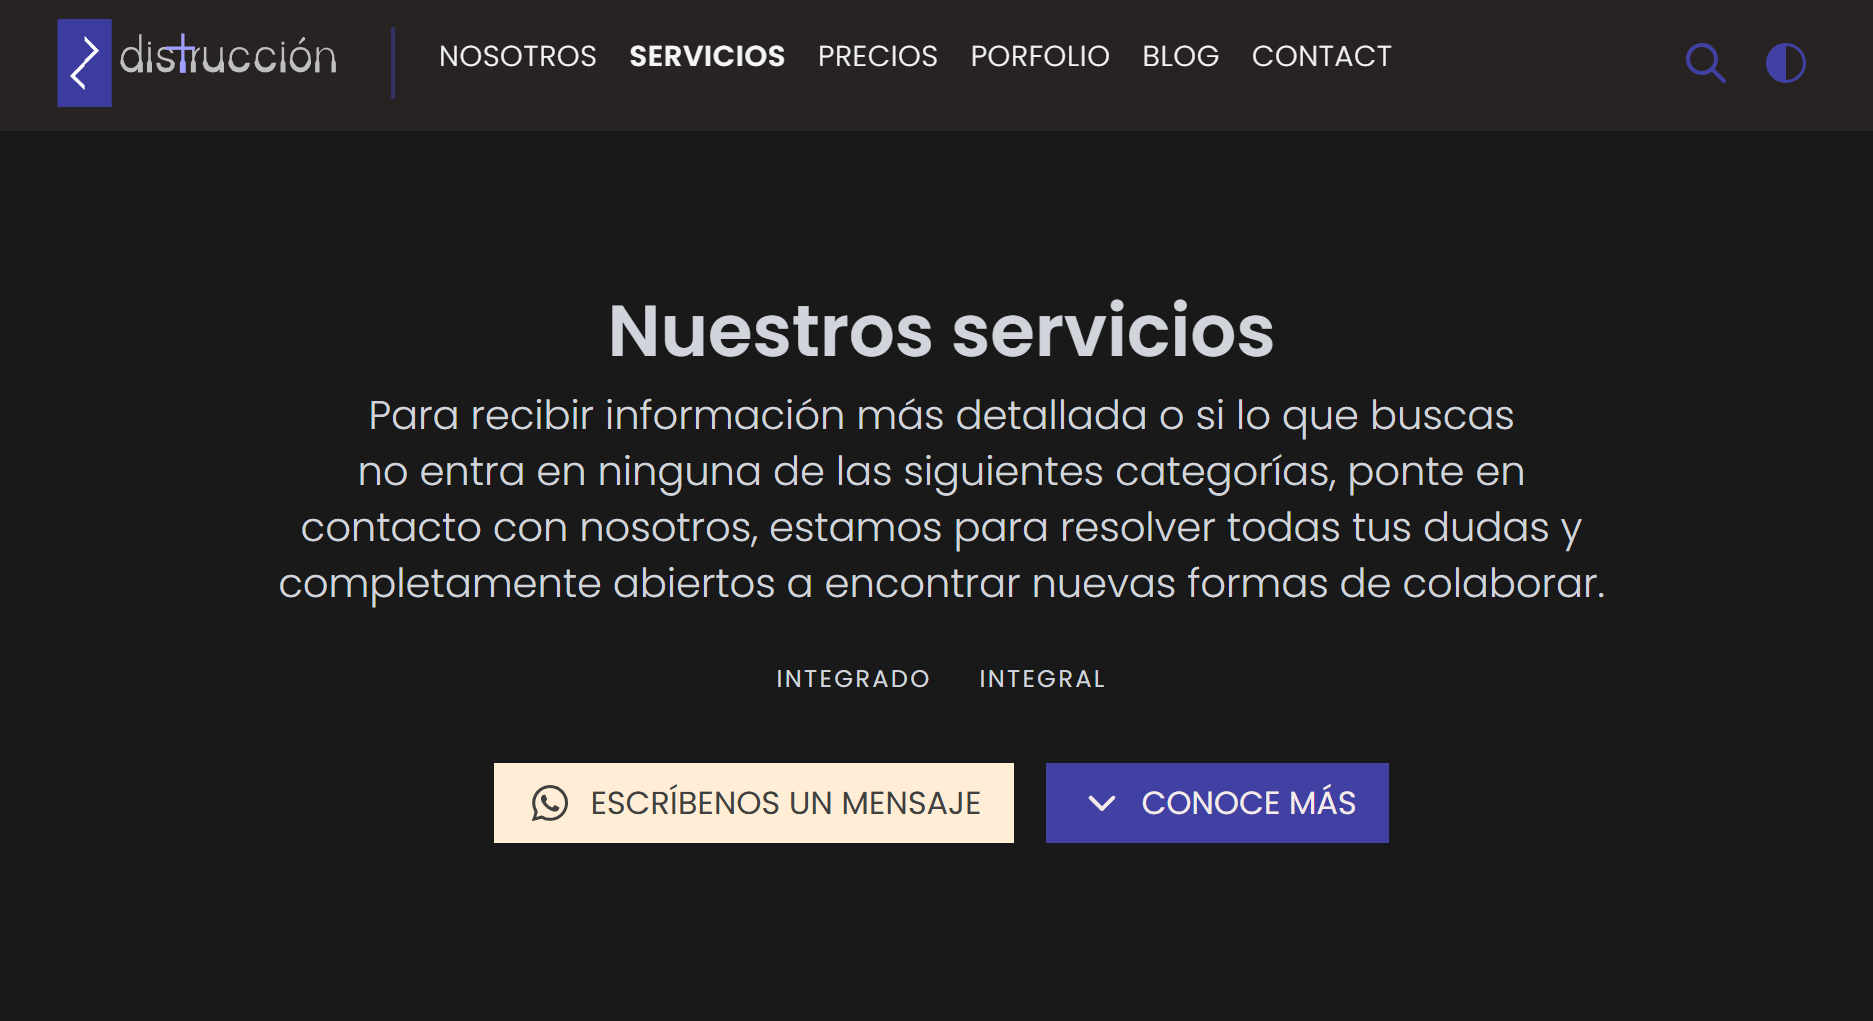 distrucción
NOSOTROS SERVICIOS PRECIOS PORFOLIO BLOG CONTACT
Nuestros servicios
Para recibir información más detallada o si lo que buscas
no entra en ninguna de las siguientes categorías, ponte en
contacto con nosotros, estamos para resolver todas tus dudas y
completamente abiertos a encontrar nuevas formas de colaborar.
INTEGRADO INTEGRAL
ESCRÍBENOS UN MENSAJE CONOCE MÁS